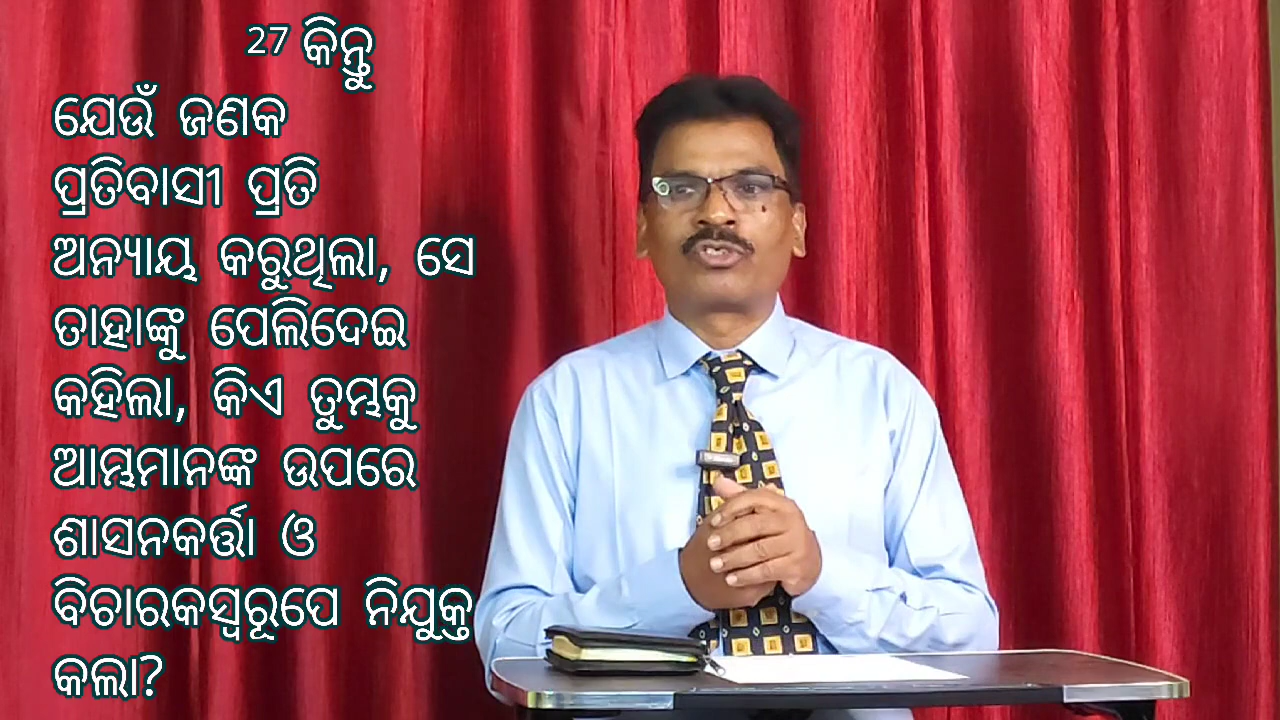 27 କିନ୍ତୁ
ଯେଉଁ ଜଣକ
ପ୍ରତିବାସୀ ପ୍ରତି
ଅନ୍ୟାୟ କରୁଥିଲା, ସେ
ତାହାଙ୍କୁ ପେଲିଦେଇ
କହିଲା, କିଏ ତୁମ୍ଭକୁ
ଆମ୍ଭମାନଙ୍କ ଉପରେ
ଶାସନକର୍ତ୍ତା ଓ
ବିଚାରକସ୍ୱରୂପେ ନିଯୁକ୍ତ
କଲା?